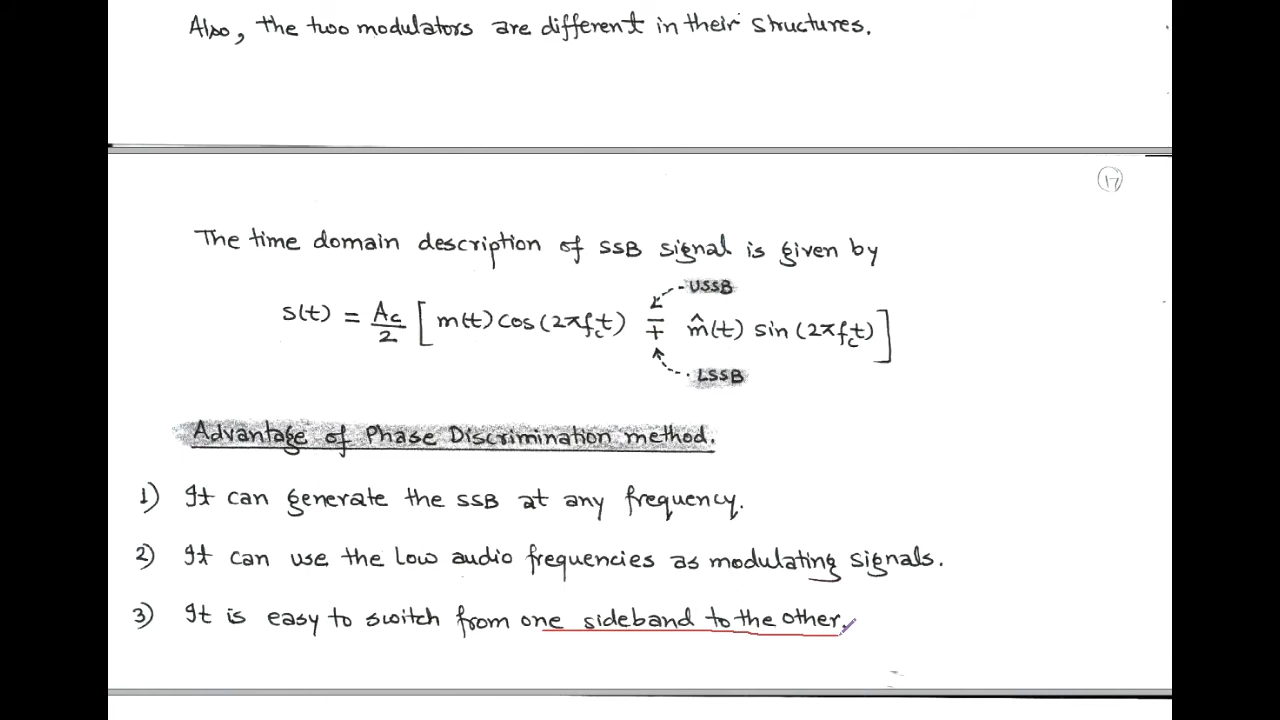 Also, the two modulators are different in their structures.
17
The time domain description of SSB signal is given by
USSB
s(t) = Ac/2 [ m(t) cos (2πfct) ∓ m̂(t) sin (2πfct) ]
LSSB
Advantage of Phase Discrimination method.
1) It can generate the SSB at any frequency.
2) It can use the low audio frequencies as modulating signals.
3) It is easy to switch from one sideband to the other.